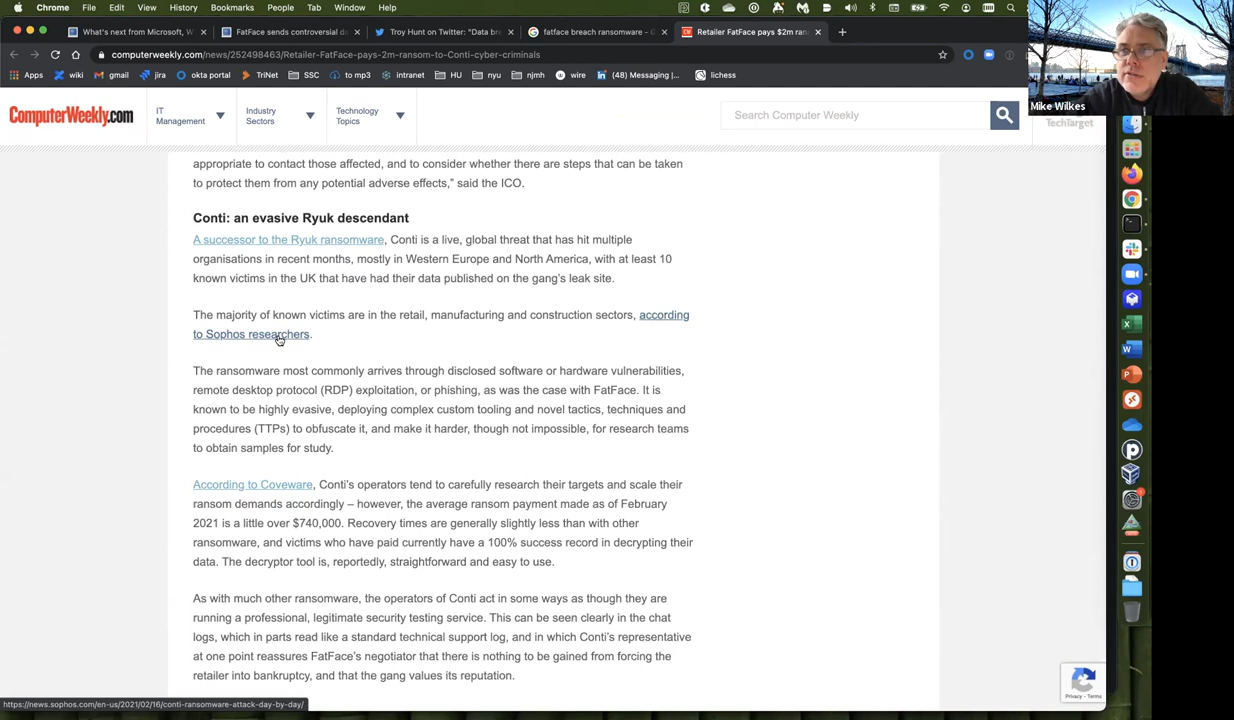 Chrome File Edit View History Bookmarks People Tab Window Help
What's next from Microsoft, W
FatFace sends controversial da
Troy Hunt on Twitter: "Data bre
fatface breach ransomware - G
Retailer FatFace pays $2m ran
computerweekly.com/news/252498463/Retailer-FatFace-pays-2m-ransom-to-Conti-cyber-criminals
Apps wiki gmail jira okta portal TriNet SSC to mp3 intranet HU nyu njmh wire (48) Messaging |... lichess
Mike Wilkes
ComputerWeekly.com
IT Management
Industry Sectors
Technology Topics
Search Computer Weekly
TechTarget
appropriate to contact those affected, and to consider whether there are steps that can be taken
to protect them from any potential adverse effects,” said the ICO.
Conti: an evasive Ryuk descendant
A successor to the Ryuk ransomware, Conti is a live, global threat that has hit multiple
organisations in recent months, mostly in Western Europe and North America, with at least 10
known victims in the UK that have had their data published on the gang’s leak site.
The majority of known victims are in the retail, manufacturing and construction sectors, according
to Sophos researchers.
The ransomware most commonly arrives through disclosed software or hardware vulnerabilities,
remote desktop protocol (RDP) exploitation, or phishing, as was the case with FatFace. It is
known to be highly evasive, deploying complex custom tooling and novel tactics, techniques and
procedures (TTPs) to obfuscate it, and make it harder, though not impossible, for research teams
to obtain samples for study.
According to Coveware, Conti’s operators tend to carefully research their targets and scale their
ransom demands accordingly – however, the average ransom payment made as of February
2021 is a little over $740,000. Recovery times are generally slightly less than with other
ransomware, and victims who have paid currently have a 100% success record in decrypting their
data. The decryptor tool is, reportedly, straightforward and easy to use.
As with much other ransomware, the operators of Conti act in some ways as though they are
running a professional, legitimate security testing service. This can be seen clearly in the chat
logs, which in parts read like a standard technical support log, and in which Conti’s representative
at one point reassures FatFace’s negotiator that there is nothing to be gained from forcing the
retailer into bankruptcy, and that the gang values its reputation.
Privacy - Terms
https://news.sophos.com/en-us/2021/02/16/conti-ransomware-attack-day-by-day/